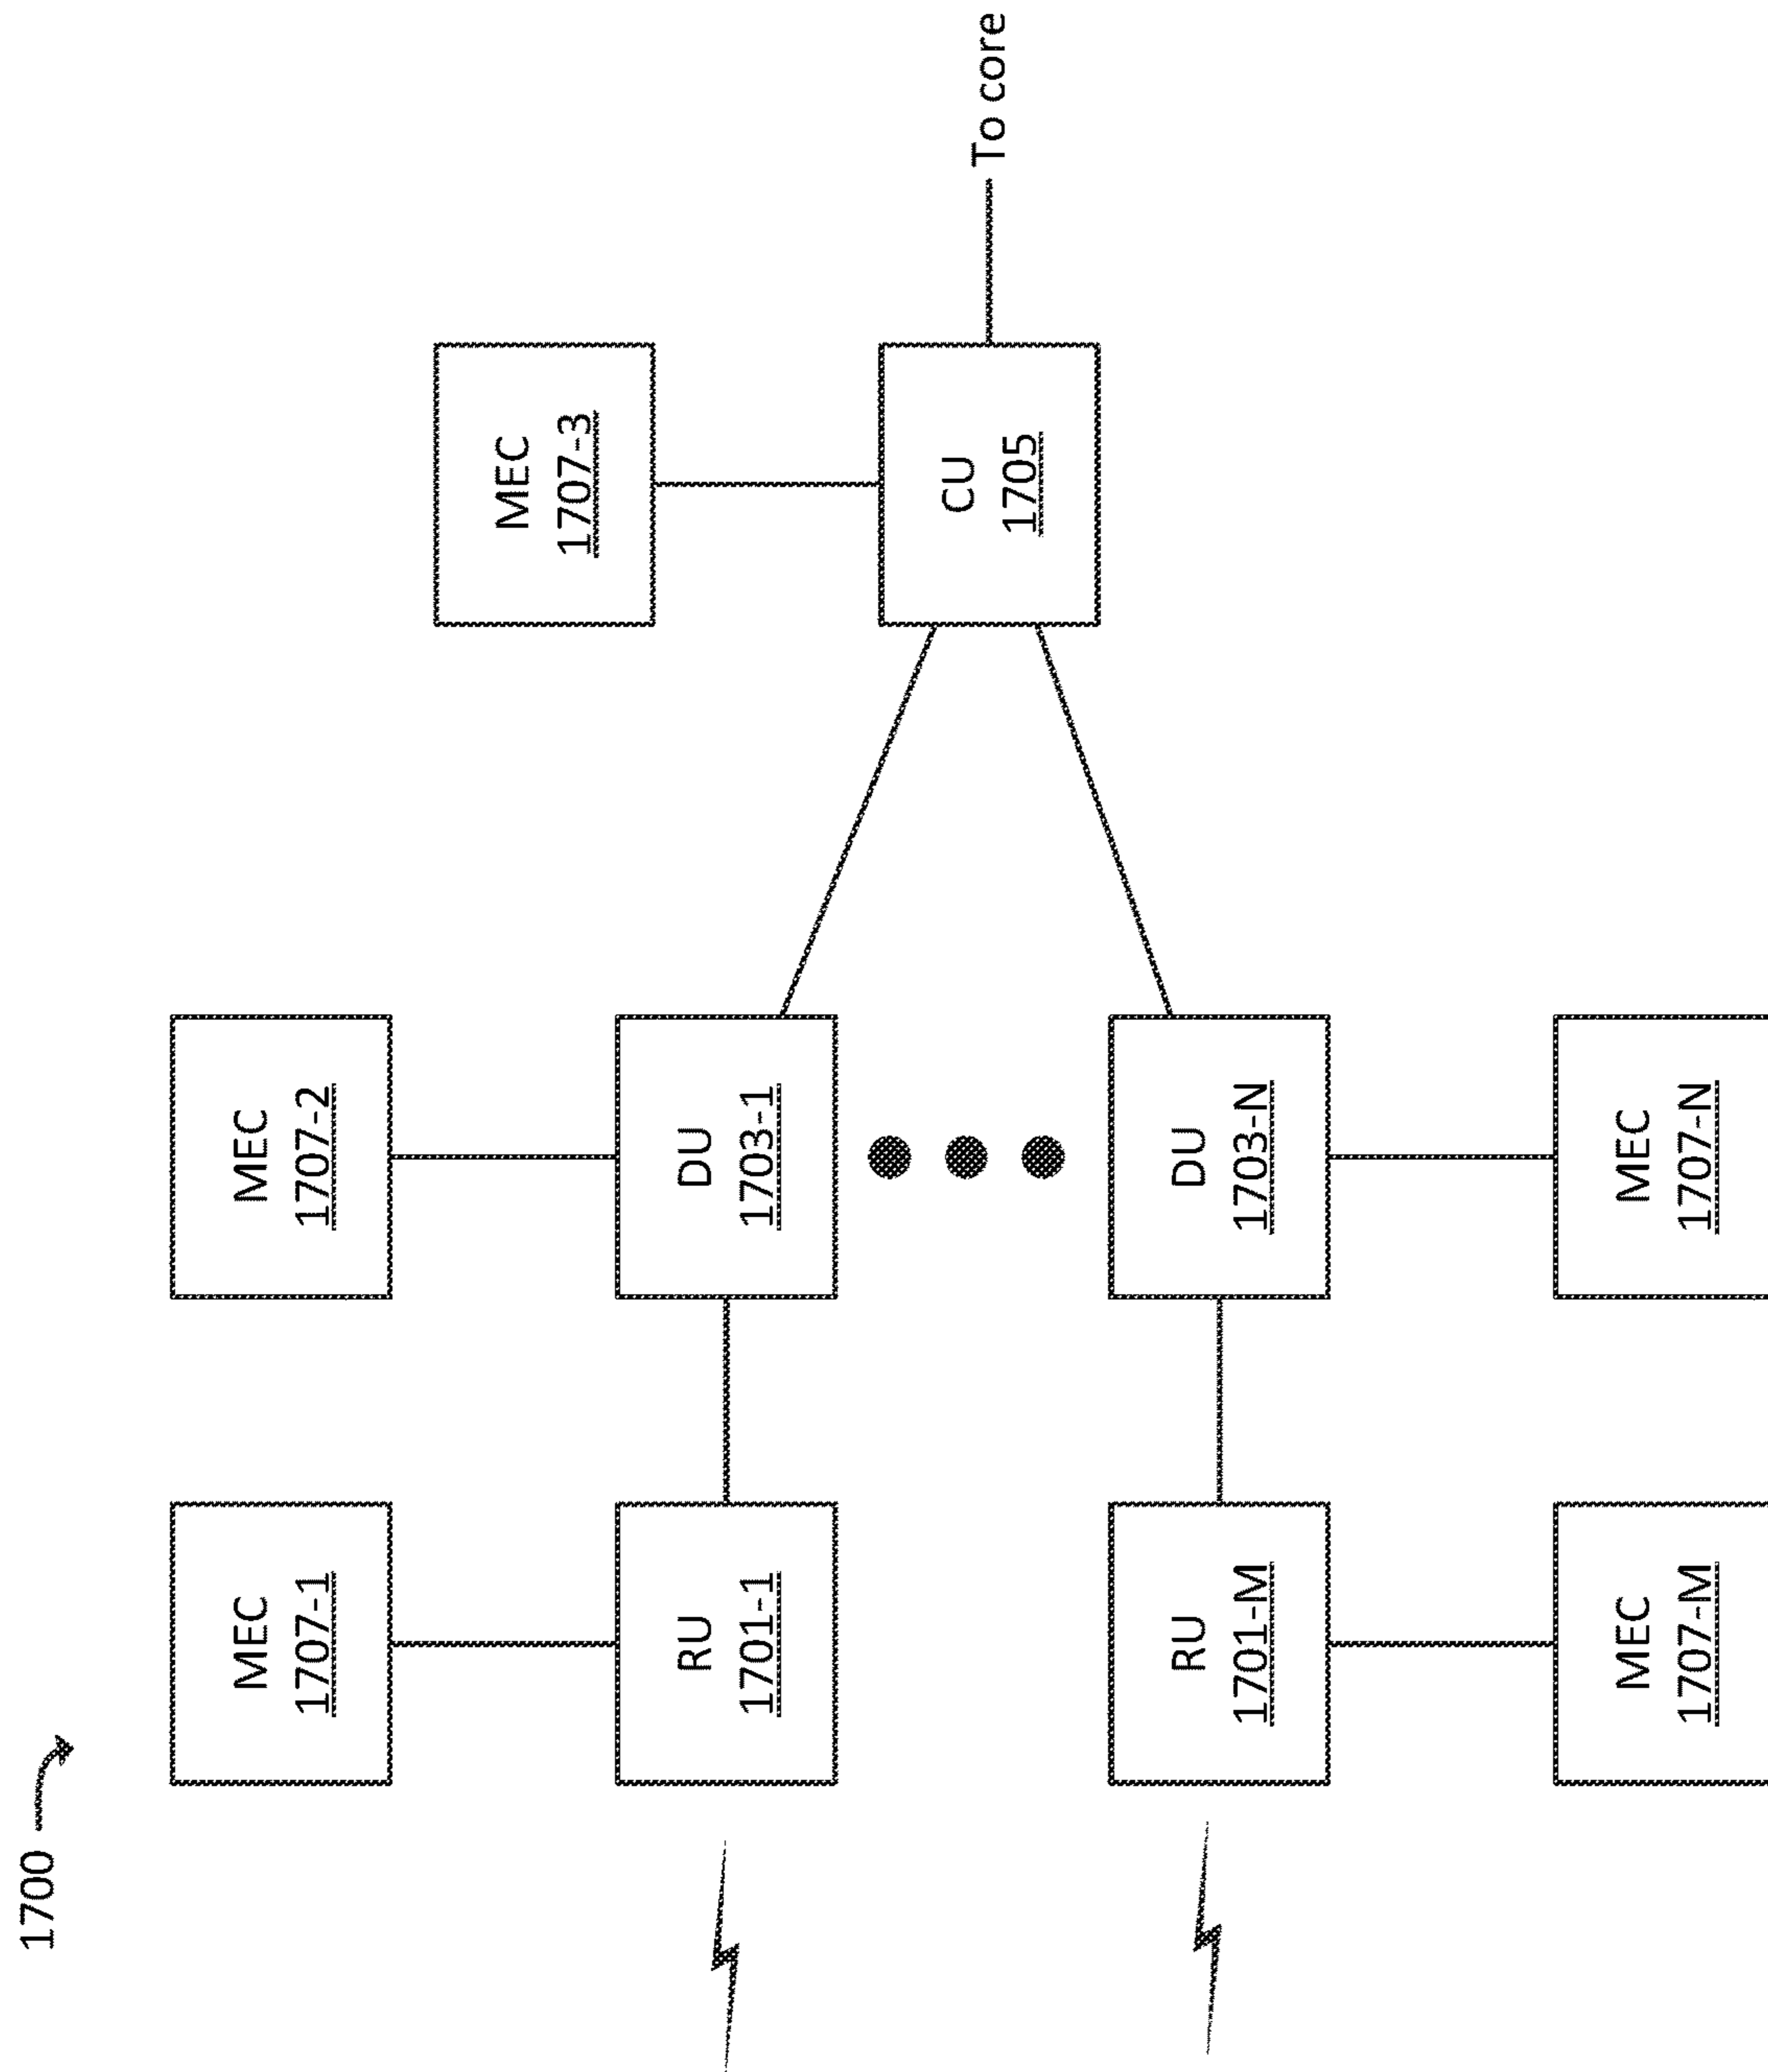 1700
MEC
1707-1
MEC
1707-2
MEC
1707-3
RU
1701-1
DU
1703-1
CU
1705
To core
RU
1701-M
DU
1703-N
MEC
1707-M
MEC
1707-N